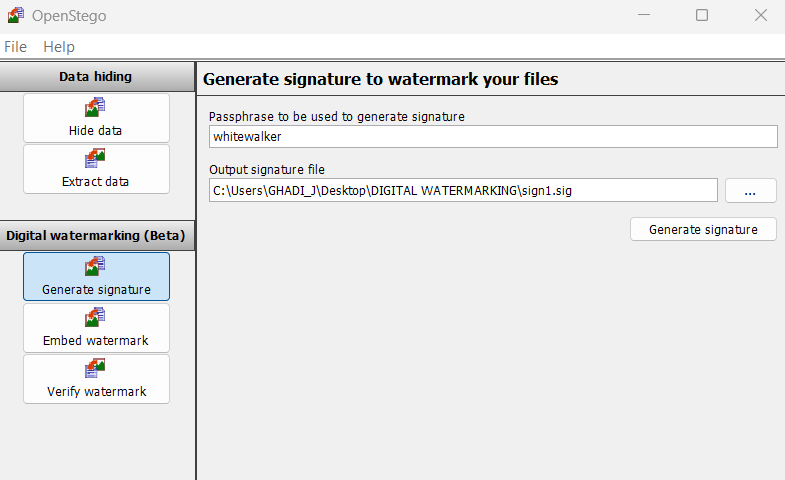 OpenStego
File Help
Data hiding
Hide data
Extract data
Digital watermarking (Beta)
Generate signature
Embed watermark
Verify watermark
Generate signature to watermark your files
Passphrase to be used to generate signature
whitewalker
Output signature file
C:\Users\GHADI_J\Desktop\DIGITAL WATERMARKING\sign1.sig
...
Generate signature